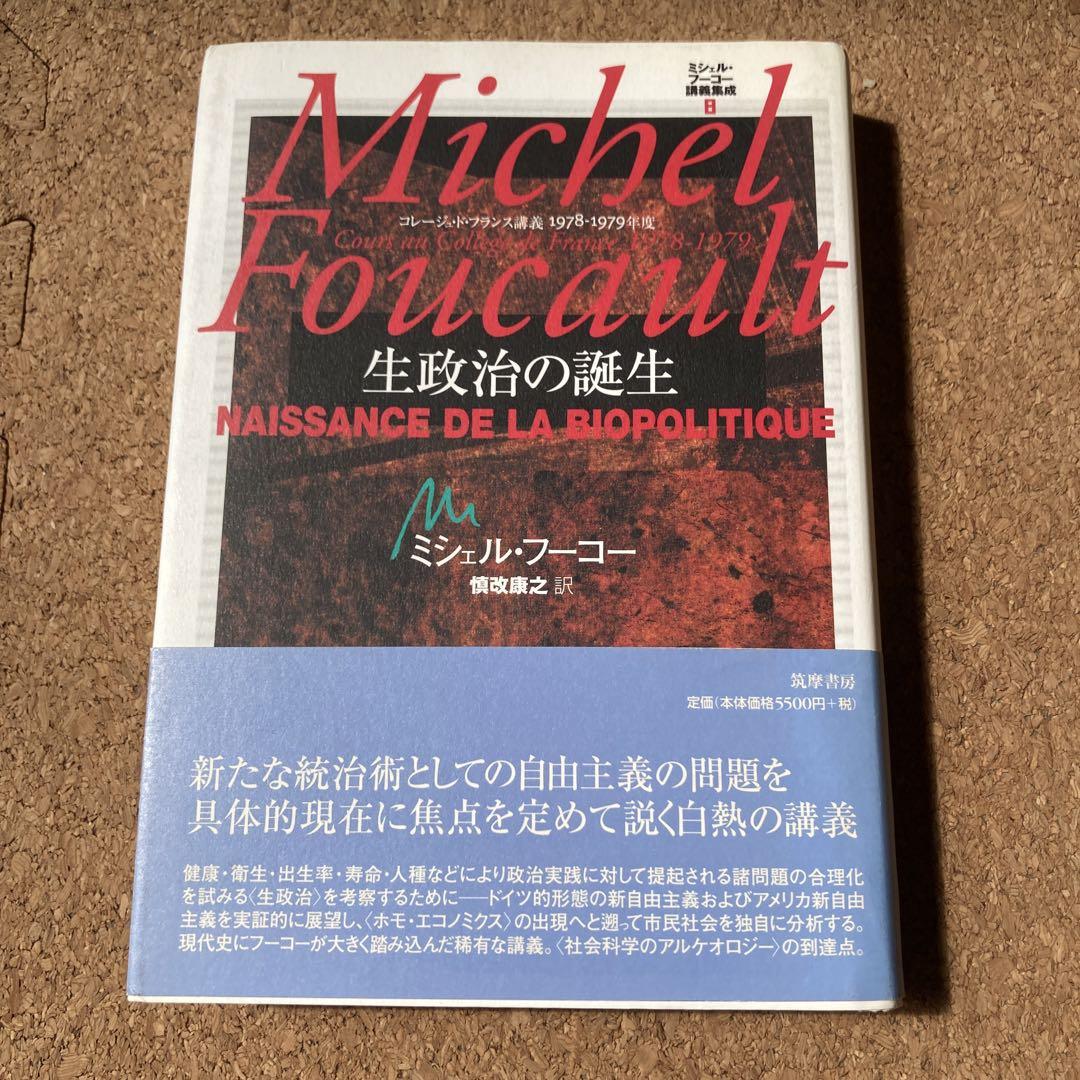 Michel
Foucault
ミシェル・
フーコー
講義集成
8
コレージュ・ド・フランス講義 1978-1979年度
Cours au Collège de France 1978-1979
生政治の誕生
NAISSANCE DE LA BIOPOLITIQUE
ミシェル・フーコー
慎改康之 訳
筑摩書房
定価(本体価格5500円+税)
新たな統治術としての自由主義の問題を
具体的現在に焦点を定めて説く白熱の講義
健康・衛生・出生率・寿命・人種などにより政治実践に対して提起される諸問題の合理化
を試みる〈生政治〉を考察するために──ドイツ的形態の新自由主義およびアメリカ新自由
主義を実証的に展望し、〈ホモ・エコノミクス〉の出現へと遡って市民社会を独自に分析する。
現代史にフーコーが大きく踏み込んだ稀有な講義。〈社会科学のアルケオロジー〉の到達点。